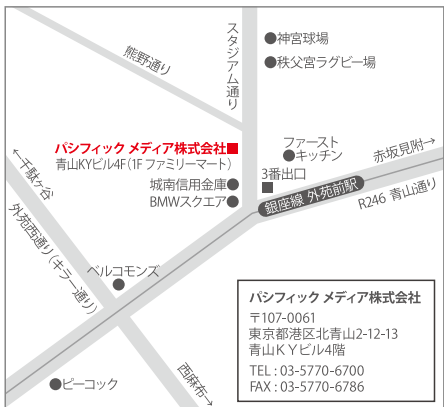 スタジアム通り
●神宮球場
●秩父宮ラグビー場
熊野通り
パシフィック メディア株式会社■
青山KYビル4F(1F ファミリーマート)
城南信用金庫●
BMWスクエア●
ファースト
●キッチン
3番出口
赤坂見附→
銀座線 外苑前駅
R246 青山通り
←千駄ヶ谷
外苑西通り(キラー通り)
ベルコモンズ
●ピーコック
西麻布→
パシフィック メディア株式会社
〒107-0061
東京都港区北青山2-12-13
青山KYビル4階
TEL : 03-5770-6700
FAX : 03-5770-6786